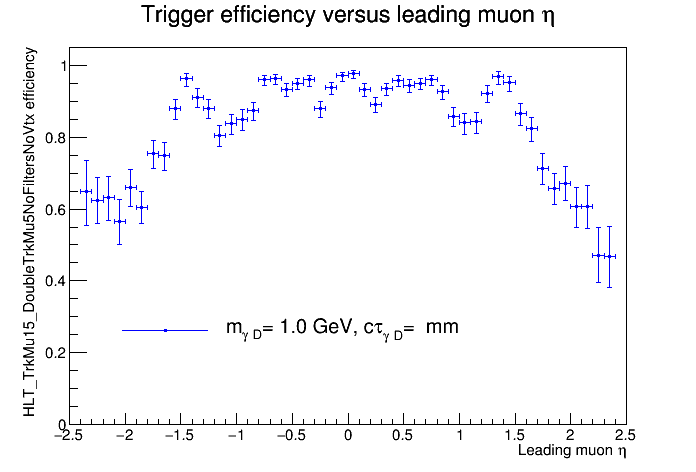 Trigger efficiency versus leading muon η
HLT_TrkMu15_DoubleTrkMu5NoFiltersNoVtx efficiency
1
0.8
0.6
0.4
0.2
0
m_γ D= 1.0 GeV, cτ_γ D= mm
−2.5 −2 −1.5 −1 −0.5 0 0.5 1 1.5 2 2.5
Leading muon η